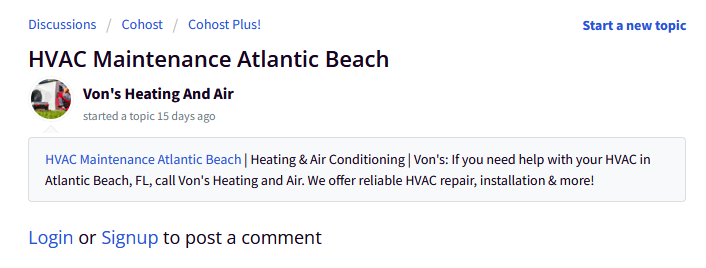 Discussions / Cohost / Cohost Plus! Start a new topic
HVAC Maintenance Atlantic Beach
Von's Heating And Air
started a topic 15 days ago
HVAC Maintenance Atlantic Beach | Heating & Air Conditioning | Von's: If you need help with your HVAC in
Atlantic Beach, FL, call Von's Heating and Air. We offer reliable HVAC repair, installation & more!
Login or Signup to post a comment